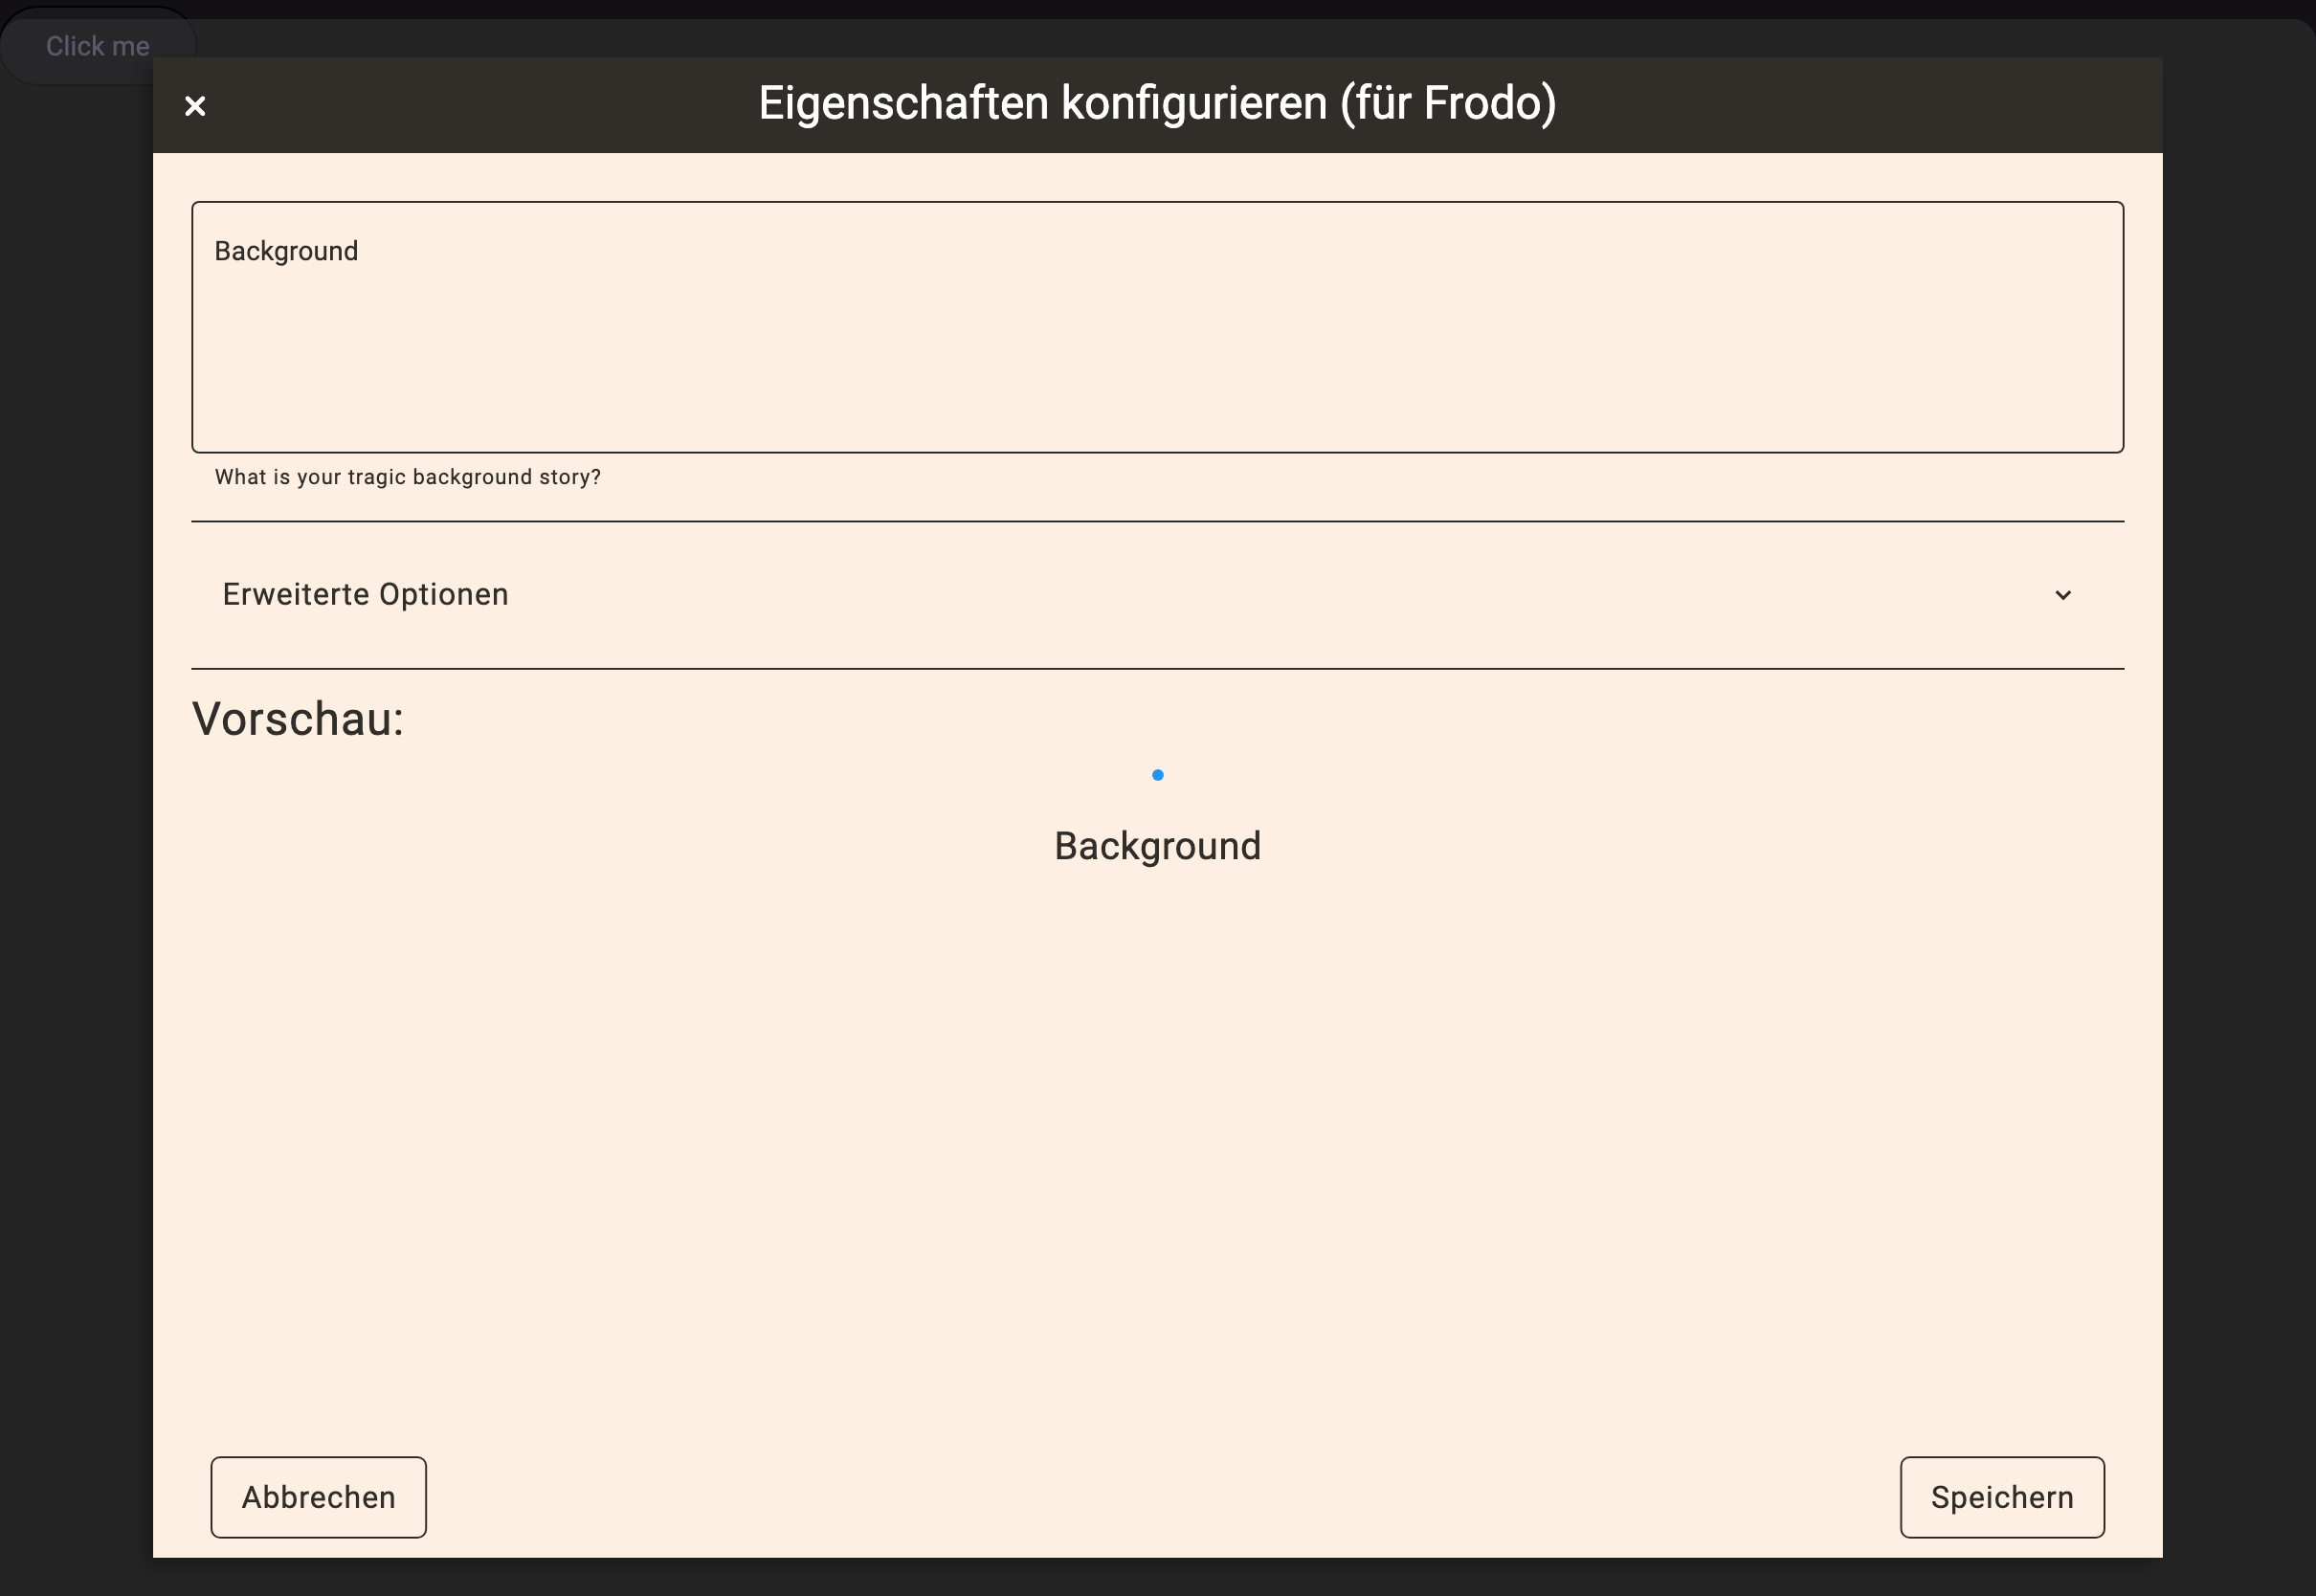 Click me
Eigenschaften konfigurieren (für Frodo)
Background
What is your tragic background story?
Erweiterte Optionen
Vorschau:
Background
Abbrechen
Speichern